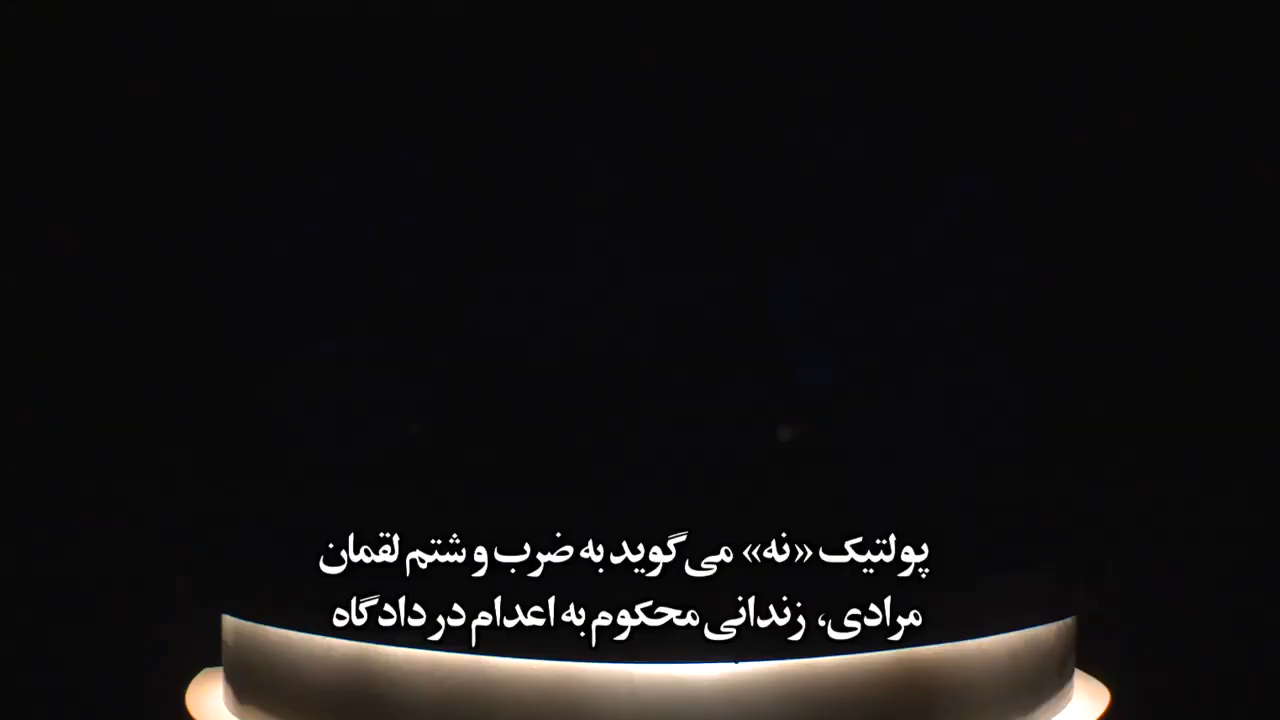 پولتیک «نه» می‌گوید به ضرب و شتم لقمان
مرادی، زندانی محکوم به اعدام در دادگاه